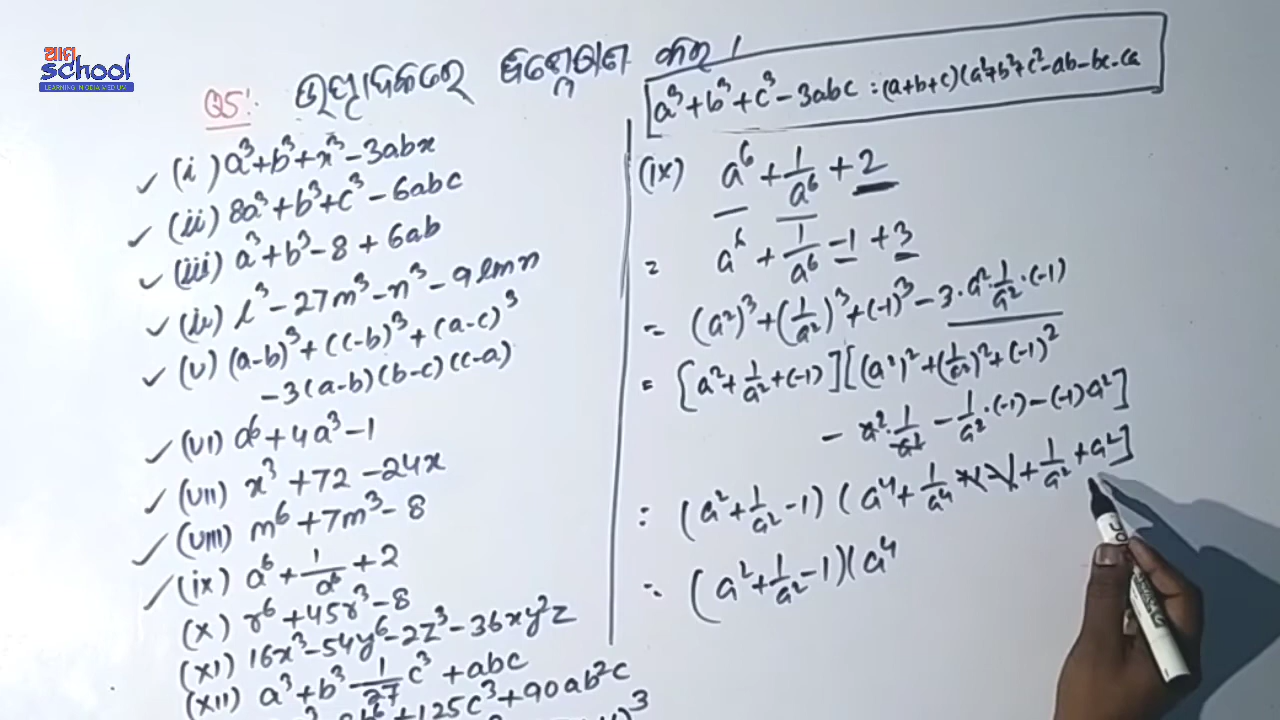 ଆମ
School
LEARNING IN ODIA MEDIUM
Q5:
a³+b³+c³-3abc = (a+b+c)(a²+b²+c²-ab-bc-ca
(i) a³+b³+x³-3abx
(ii) 8a³+b³+c³-6abc
(iii) a³+b³-8+6ab
(iv) l³-27m³-n³-9lmn
(v) (a-b)³+(c-b)³+(a-c)³
-3(a-b)(b-c)(c-a)
(vi) a⁶+4a³-1
(vii) x³+72-24x
(viii) m⁶+7m³-8
(ix) a⁶+1/a⁶+2
(x) r⁶+45r³-8
(xi) 16x³-54y⁶-2z³-36xy²z
(xii) a³+b³-1/27c³+abc
+125c³+90ab²c
(ix) a⁶+1/a⁶+2
= a⁶+1/a⁶-1+3
= (a²)³+(1/a²)³+(-1)³-3·a²·1/a²·(-1)
= [a²+1/a²+(-1)][(a²)²+(1/a²)²+(-1)²
- a²·1/a² - 1/a²·(-1)-(-1)a²]
= (a²+1/a²-1)(a⁴+1/a⁴+1-1+1/a²+a²]
= (a²+1/a²-1)(a⁴